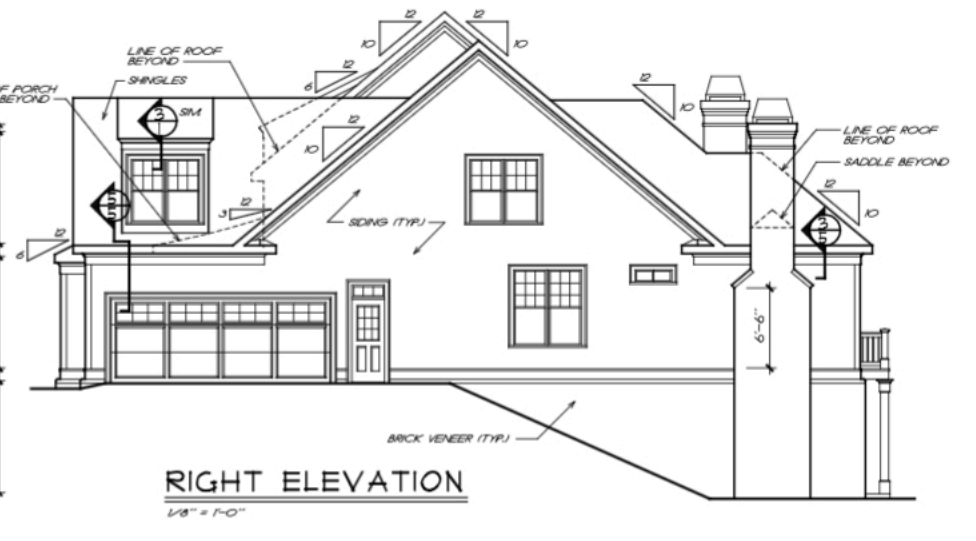 12
12
10
10
LINE OF ROOF
BEYOND
12
6
SHINGLES
12
F PORCH
BEYOND
10
3
SIM.
12
10
LINE OF ROOF
BEYOND
SADDLE BEYOND
12
12
10
3
SIDING (TYP.)
3
5
12
6
6'-6"
BRICK VENEER (TYP.)
RIGHT ELEVATION
1/8" = 1'-0"